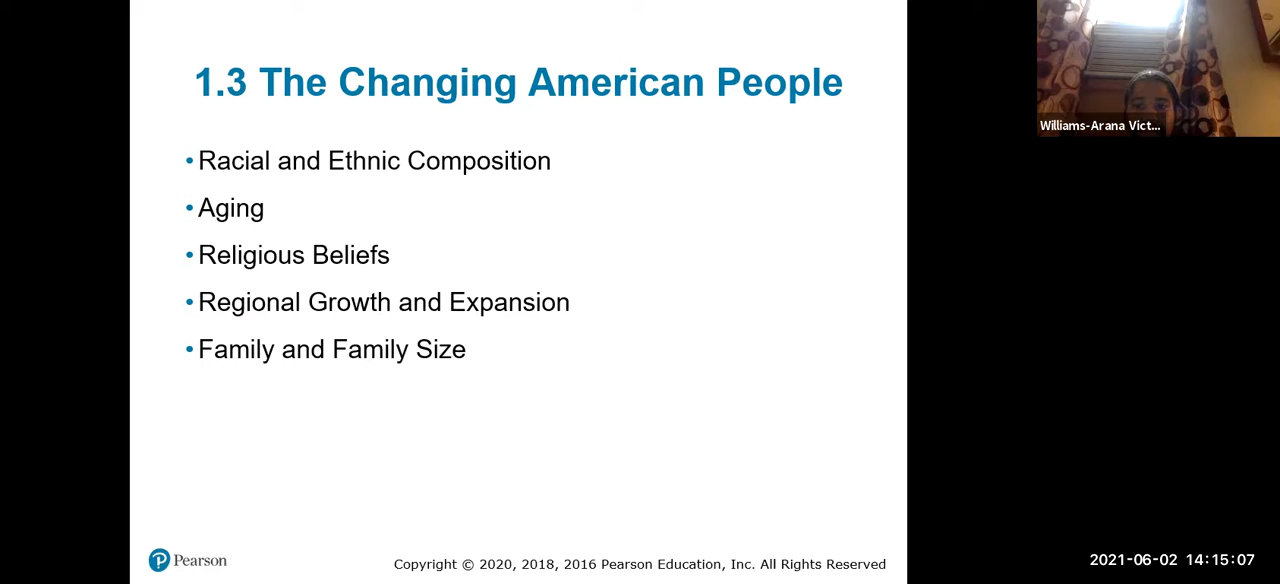 1.3 The Changing American People
• Racial and Ethnic Composition
• Aging
• Religious Beliefs
• Regional Growth and Expansion
• Family and Family Size
Pearson
Copyright © 2020, 2018, 2016 Pearson Education, Inc. All Rights Reserved
Williams-Arana Vict...
2021-06-02 14:15:07